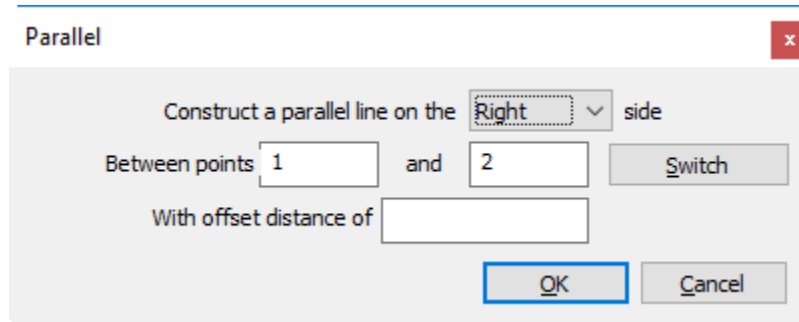 Parallel x
Construct a parallel line on the Right side
Between points 1 and 2 Switch
With offset distance of
OK Cancel